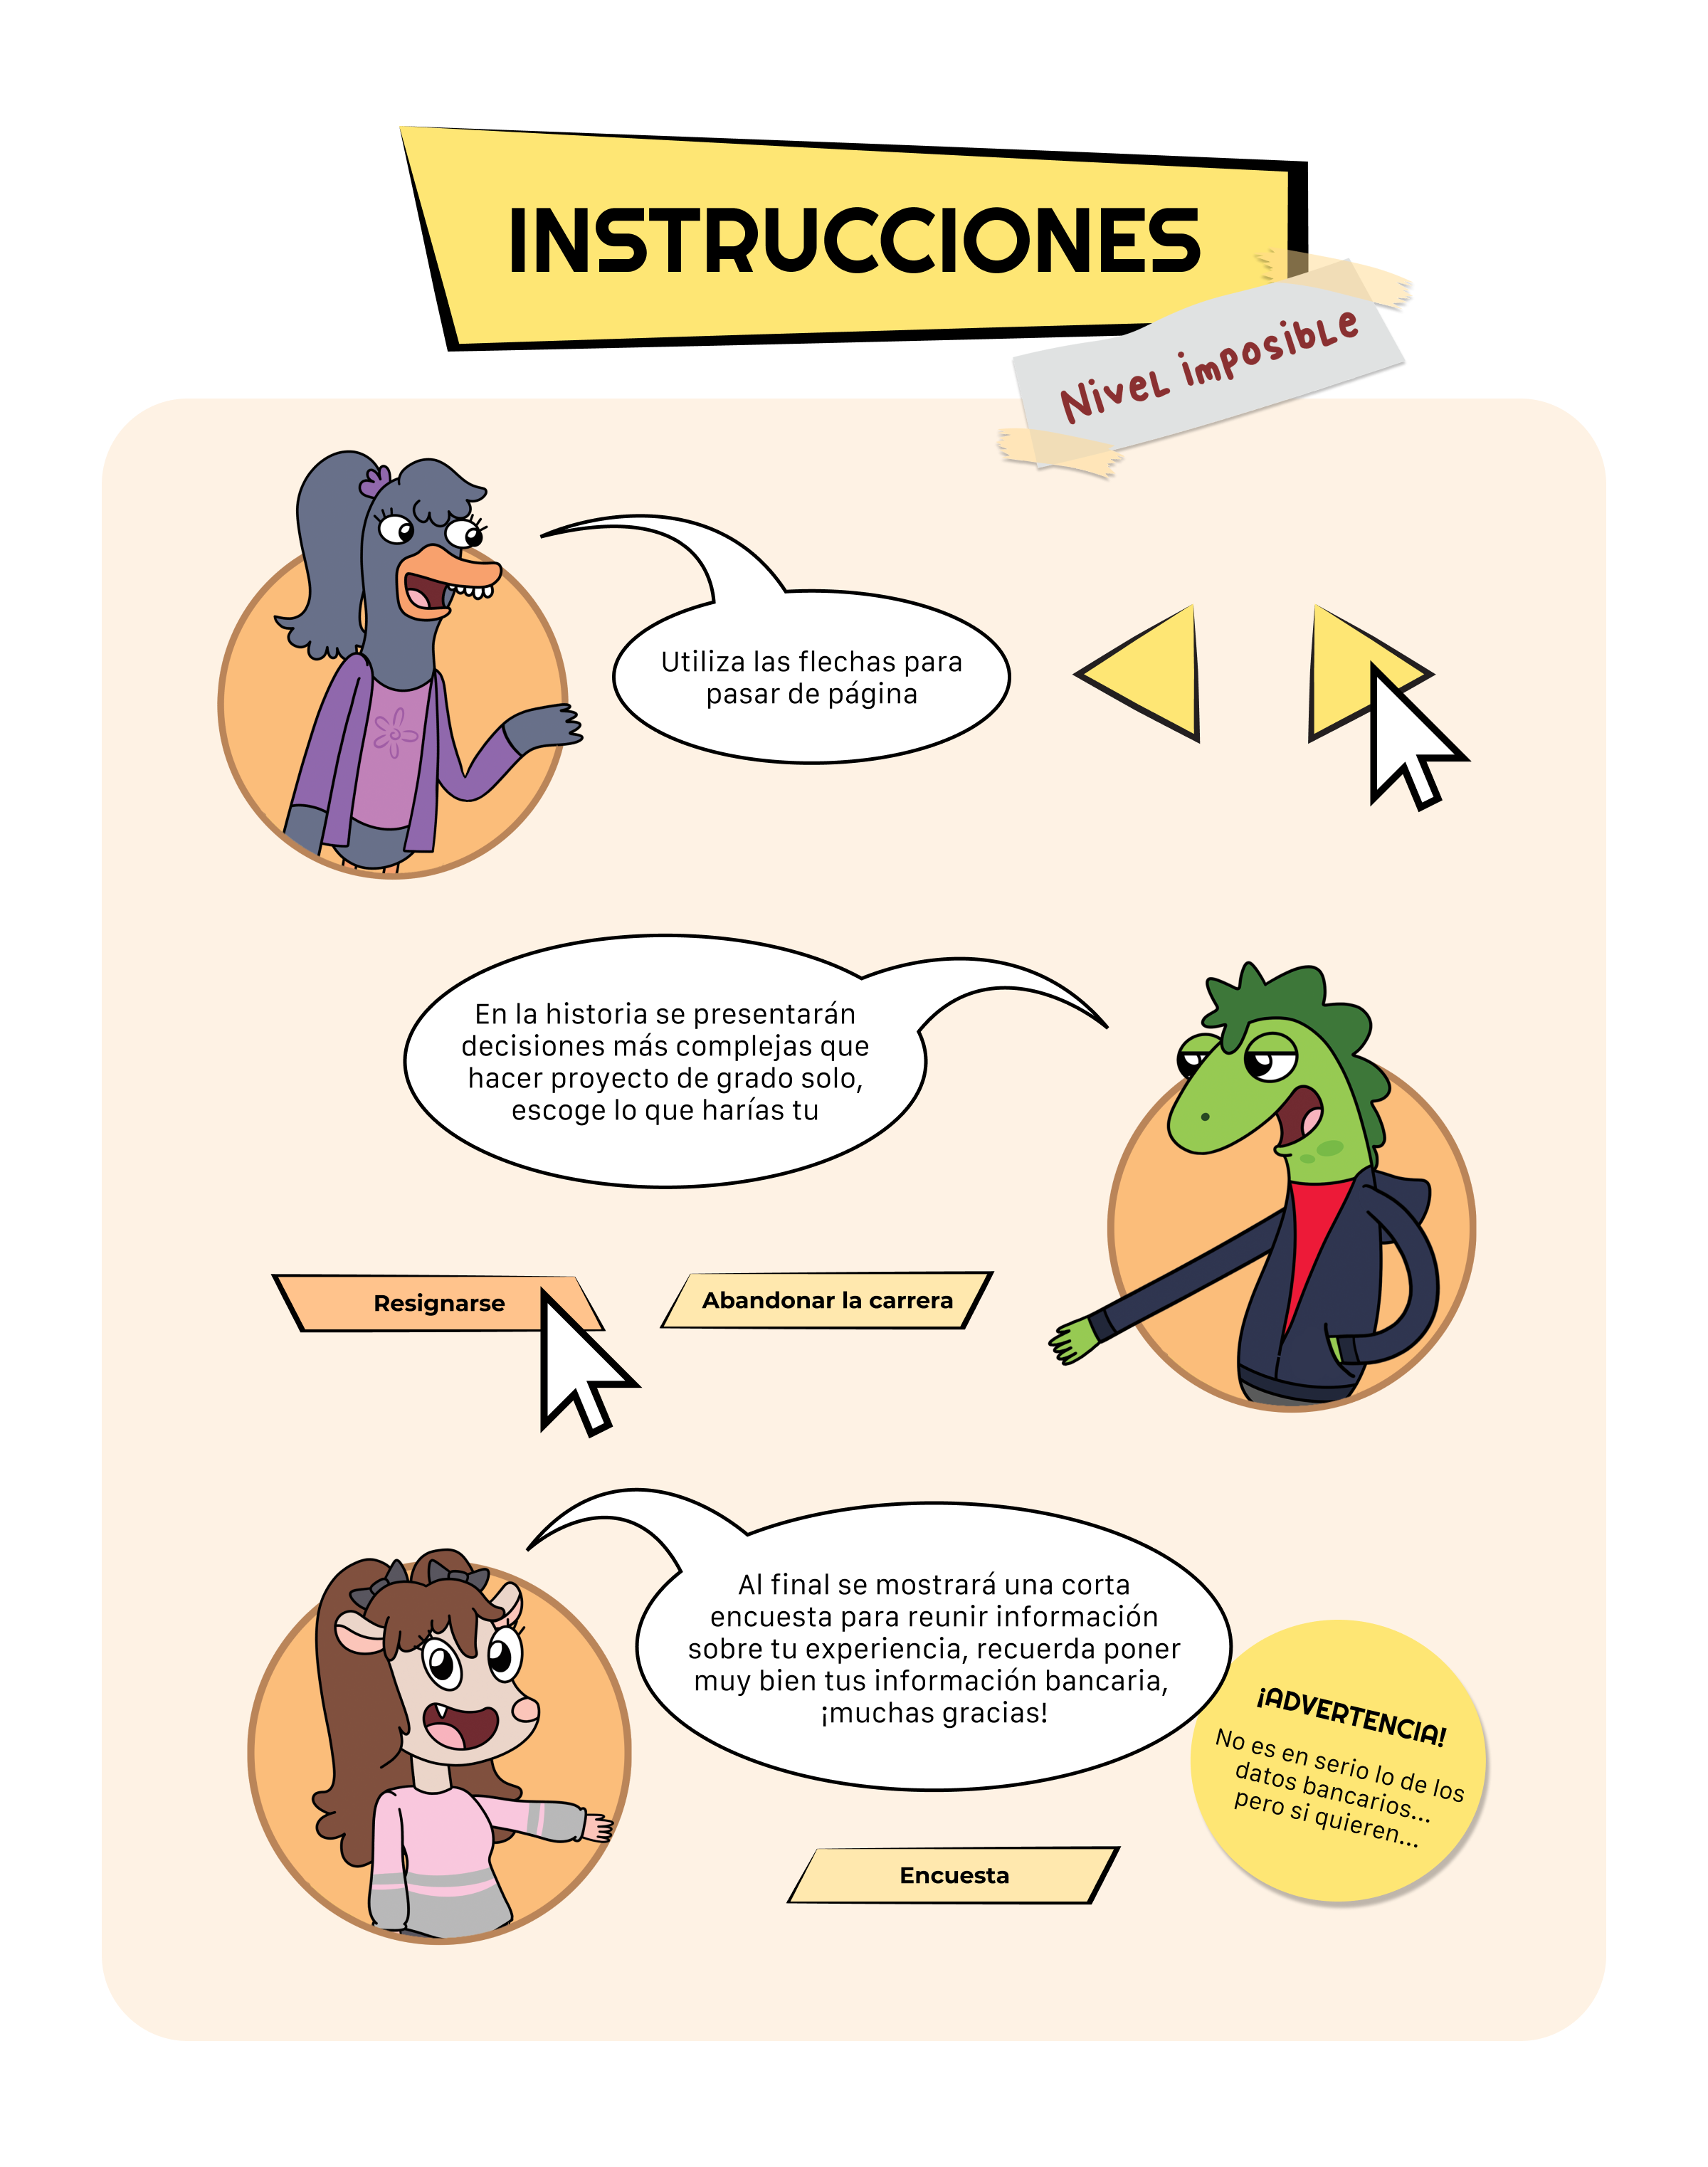 INSTRUCCIONES
Nivel imposible
Utiliza las flechas para
pasar de página
En la historia se presentarán
decisiones más complejas que
hacer proyecto de grado solo,
escoge lo que harías tu
Resignarse
Abandonar la carrera
Al final se mostrará una corta
encuesta para reunir información
sobre tu experiencia, recuerda poner
muy bien tus información bancaria,
¡muchas gracias!
¡ADVERTENCIA!
No es en serio lo de los
datos bancarios...
pero si quieren...
Encuesta